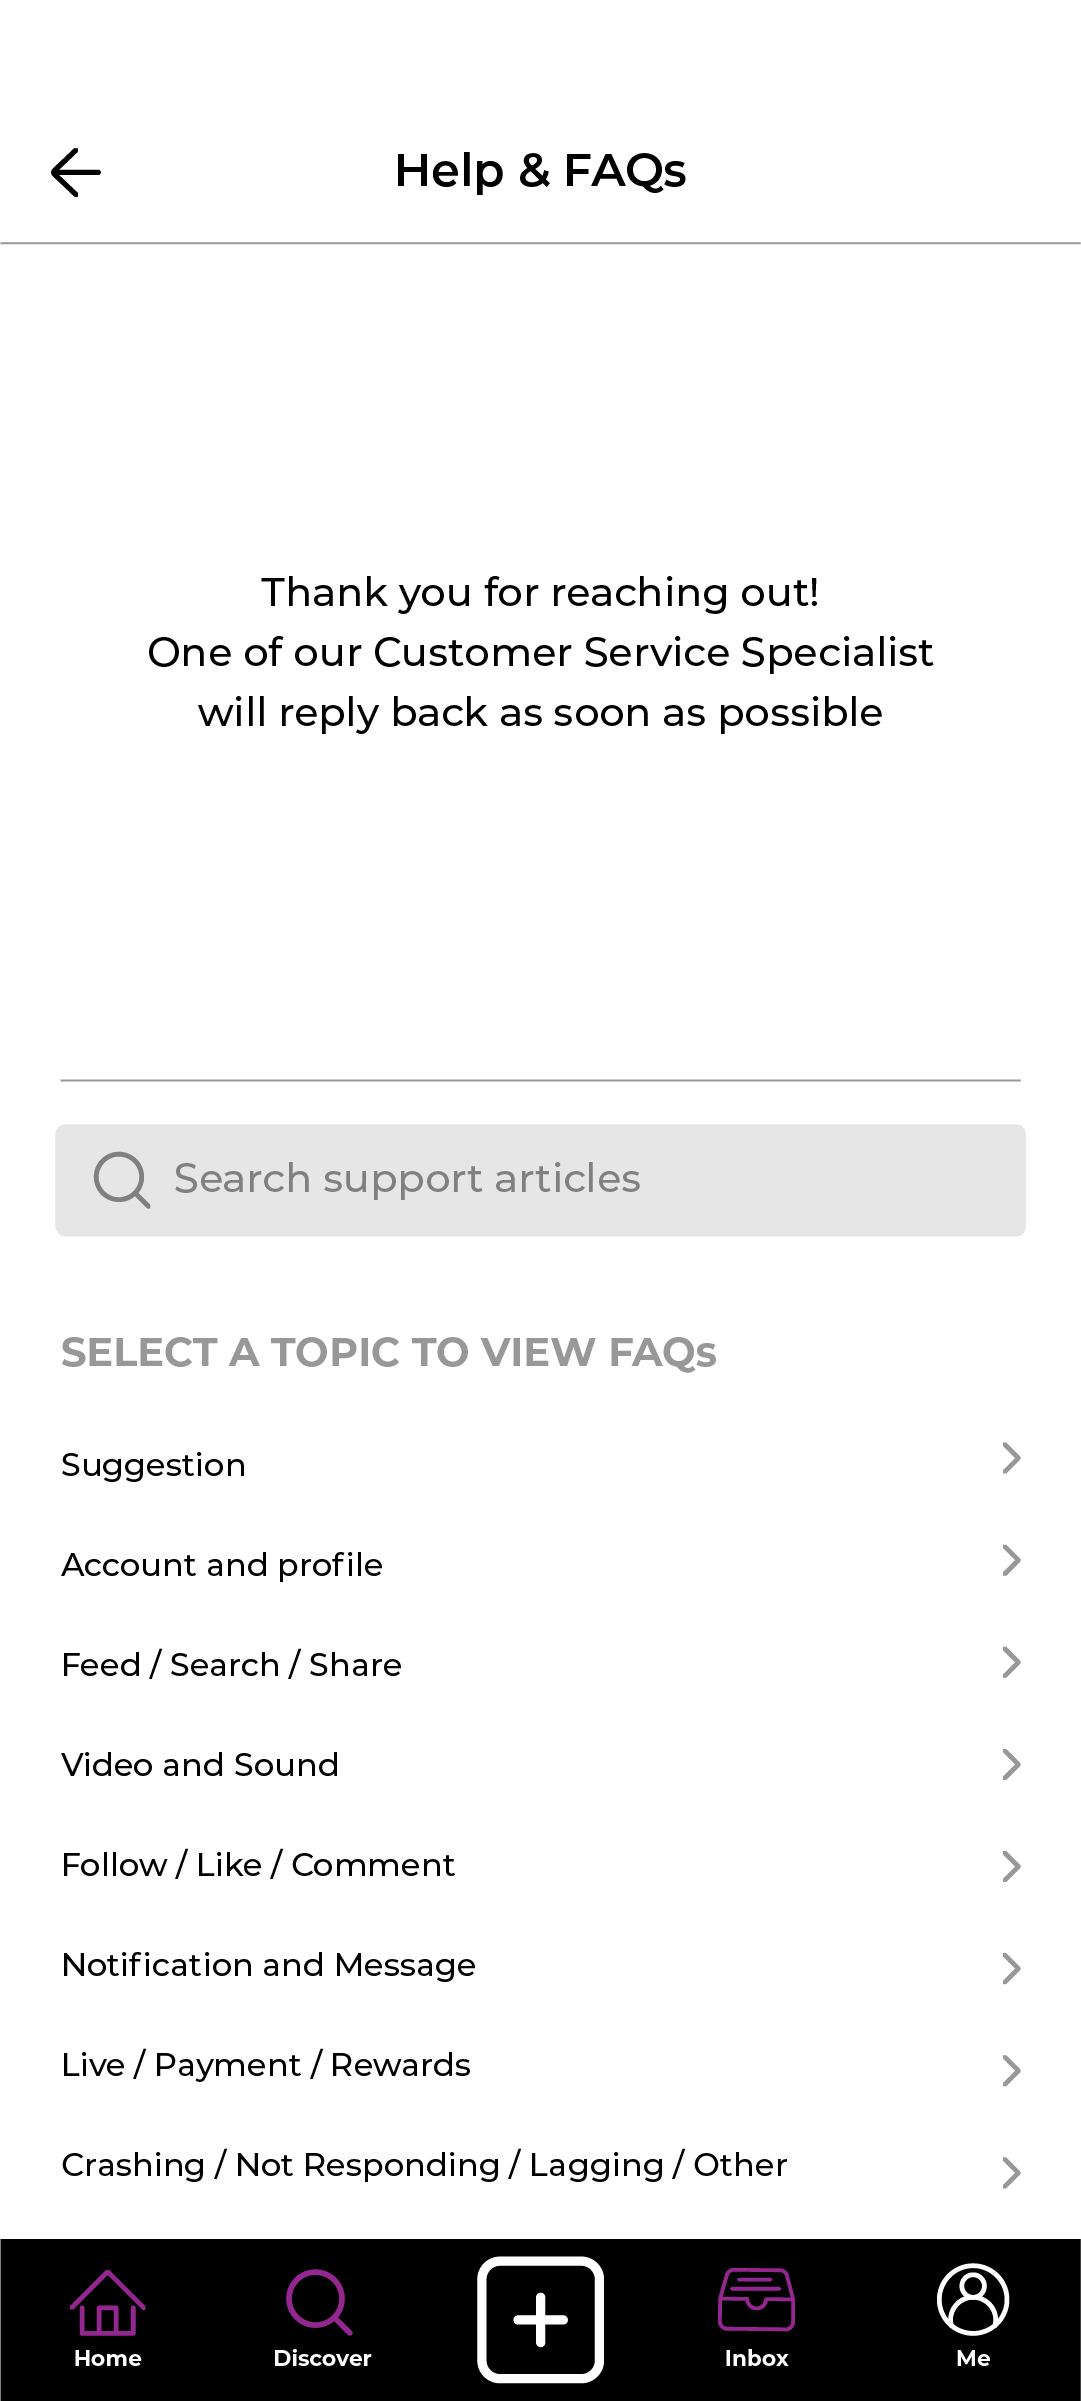 Help & FAQs
Thank you for reaching out!
One of our Customer Service Specialist
will reply back as soon as possible
Search support articles
SELECT A TOPIC TO VIEW FAQs
Suggestion
Account and profile
Feed / Search / Share
Video and Sound
Follow / Like / Comment
Notification and Message
Live / Payment / Rewards
Crashing / Not Responding / Lagging / Other
Home
Discover
Inbox
Me